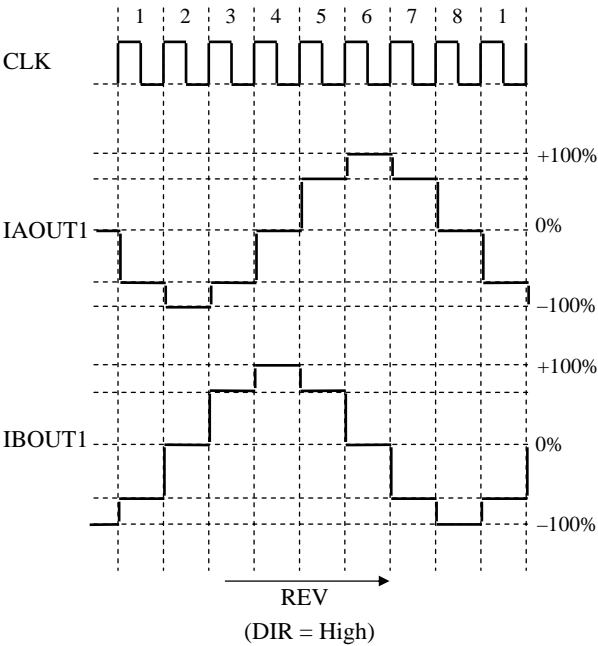 1 2 3 4 5 6 7 8 1
CLK
+100%
IAOUT1
0%
–100%
+100%
IBOUT1
0%
–100%
REV
(DIR = High)